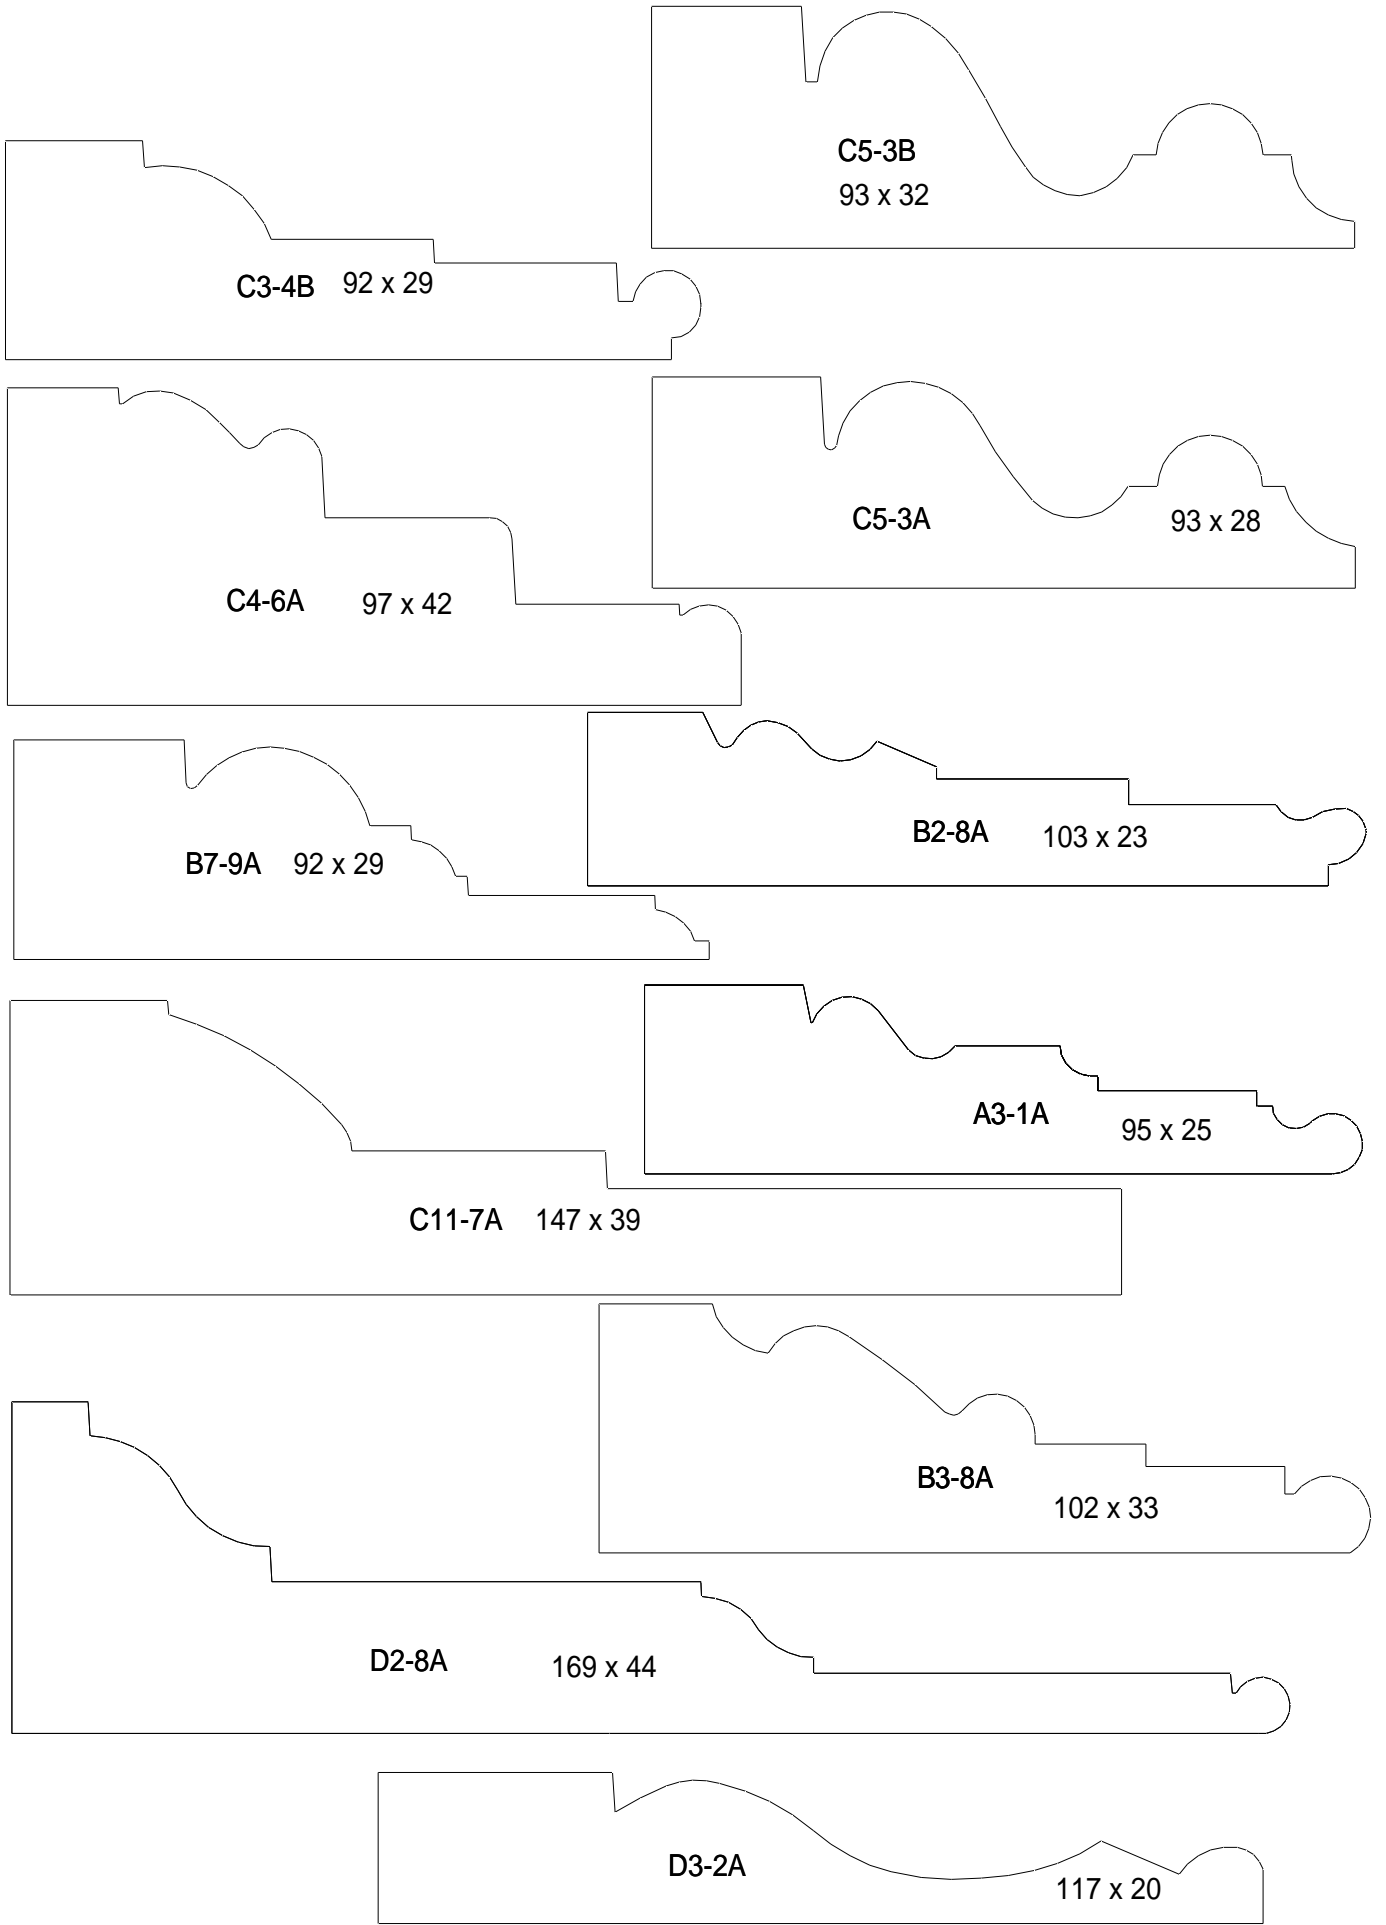 C5-3B
93 x 32
C3-4B 92 x 29
C5-3A 93 x 28
C4-6A 97 x 42
B2-8A 103 x 23
B7-9A 92 x 29
A3-1A 95 x 25
C11-7A 147 x 39
B3-8A 102 x 33
D2-8A 169 x 44
D3-2A 117 x 20